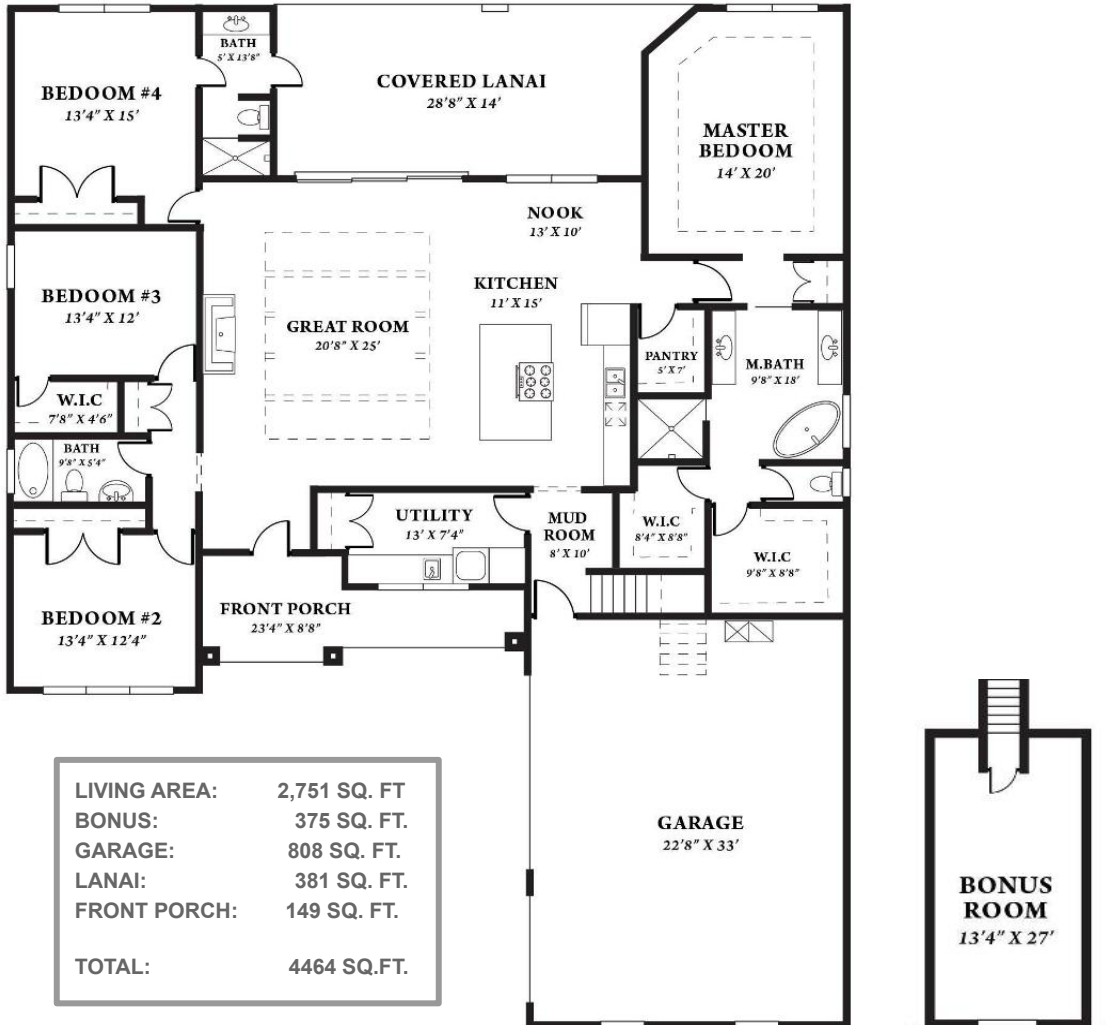 BATH
5' X 13'8"
BEDOOM #4
13'4" X 15'
COVERED LANAI
28'8" X 14'
MASTER
BEDOOM
14' X 20'
NOOK
13' X 10'
BEDOOM #3
13'4" X 12'
KITCHEN
11' X 15'
GREAT ROOM
20'8" X 25'
PANTRY
5' X 7'
M.BATH
9'8" X 18'
W.I.C
7'8" X 4'6"
BATH
9'8" X 5'4"
UTILITY
13' X 7'4"
MUD
ROOM
8' X 10'
W.I.C
8'4" X 8'8"
W.I.C
9'8" X 8'8"
BEDOOM #2
13'4" X 12'4"
FRONT PORCH
23'4" X 8'8"
LIVING AREA: 2,751 SQ. FT
BONUS: 375 SQ. FT.
GARAGE: 808 SQ. FT.
LANAI: 381 SQ. FT.
FRONT PORCH: 149 SQ. FT.
TOTAL: 4464 SQ.FT.
GARAGE
22'8" X 33'
BONUS
ROOM
13'4" X 27'